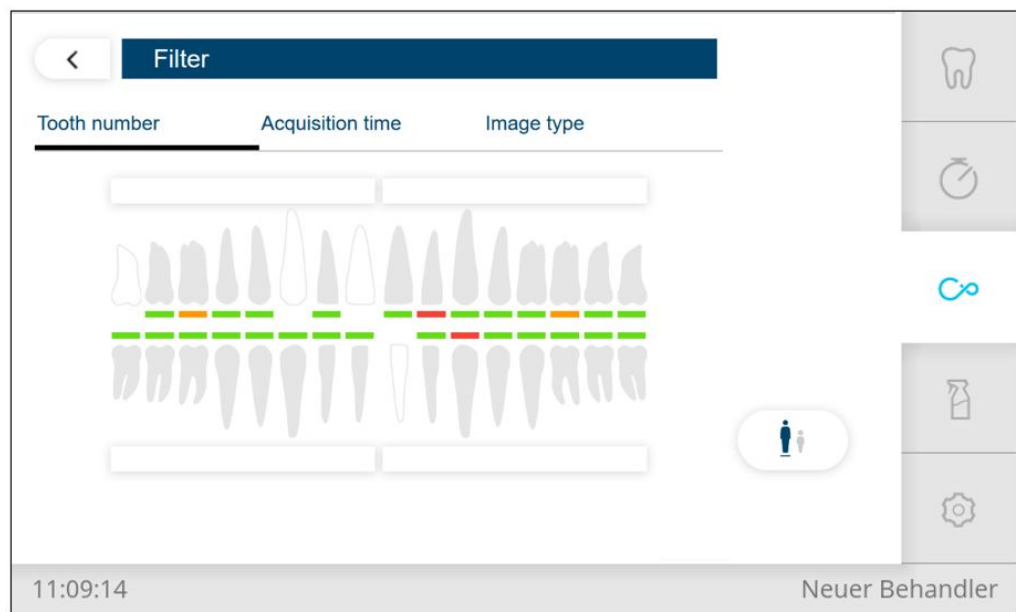 Filter
Tooth number Acquisition time Image type
11:09:14 Neuer Behandler